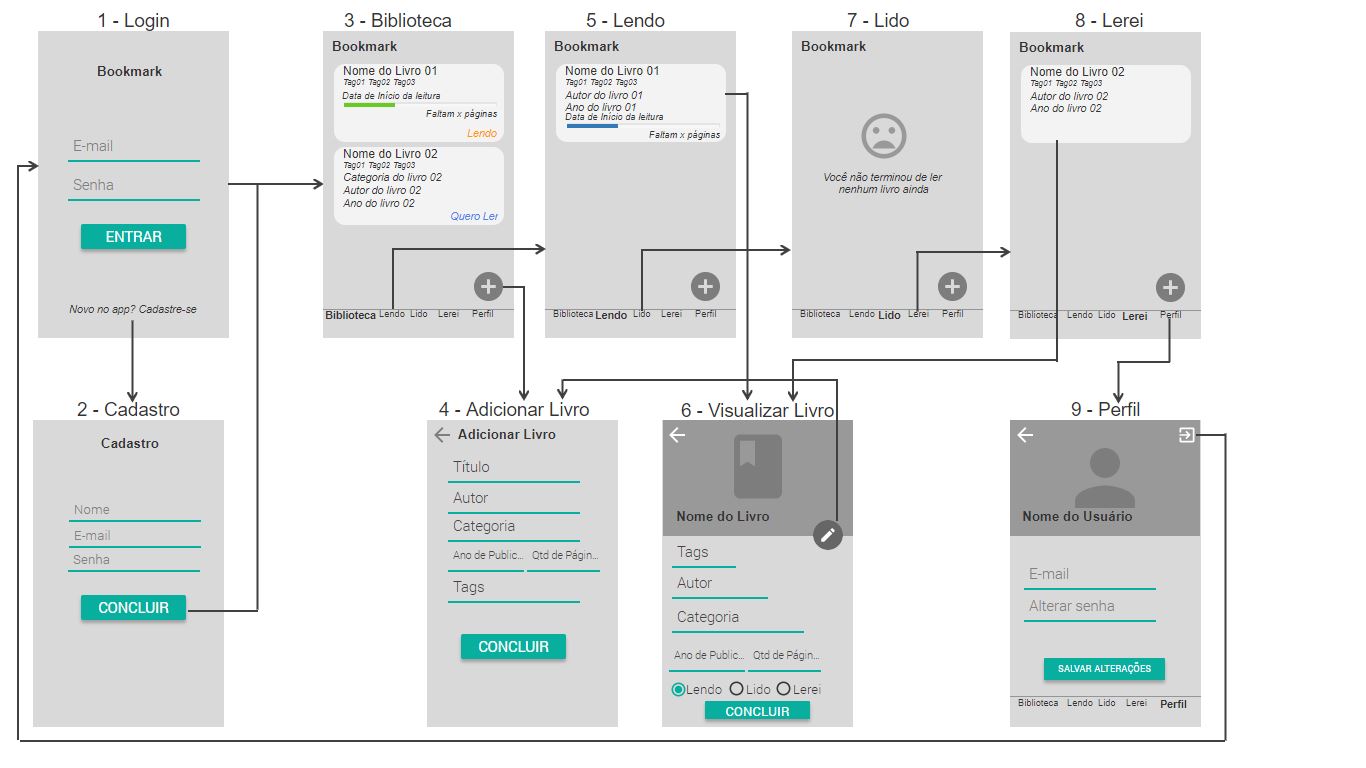 1 - Login
Bookmark
E-mail
Senha
ENTRAR
Novo no app? Cadastre-se
2 - Cadastro
Cadastro
Nome
E-mail
Senha
CONCLUIR
3 - Biblioteca
Bookmark
Nome do Livro 01
Tag01 Tag02 Tag03
Data de Início da leitura
Faltam x páginas
Lendo
Nome do Livro 02
Tag01 Tag02 Tag03
Categoria do livro 02
Autor do livro 02
Ano do livro 02
Quero Ler
Biblioteca Lendo Lido Lerei Perfil
4 - Adicionar Livro
Adicionar Livro
Título
Autor
Categoria
Ano de Public... Qtd de Págin...
Tags
CONCLUIR
5 - Lendo
Bookmark
Nome do Livro 01
Tag01 Tag02 Tag03
Autor do livro 01
Ano do livro 01
Data de Início da leitura
Faltam x páginas
Biblioteca Lendo Lido Lerei Perfil
6 - Visualizar Livro
Nome do Livro
Tags
Autor
Categoria
Ano de Public... Qtd de Págin...
Lendo Lido Lerei
CONCLUIR
7 - Lido
Bookmark
Você não terminou de ler
nenhum livro ainda
Biblioteca Lendo Lido Lerei Perfil
8 - Lerei
Bookmark
Nome do Livro 02
Tag01 Tag02 Tag03
Autor do livro 02
Ano do livro 02
Biblioteca Lendo Lido Lerei Perfil
9 - Perfil
Nome do Usuário
E-mail
Alterar senha
SALVAR ALTERAÇÕES
Biblioteca Lendo Lido Lerei Perfil